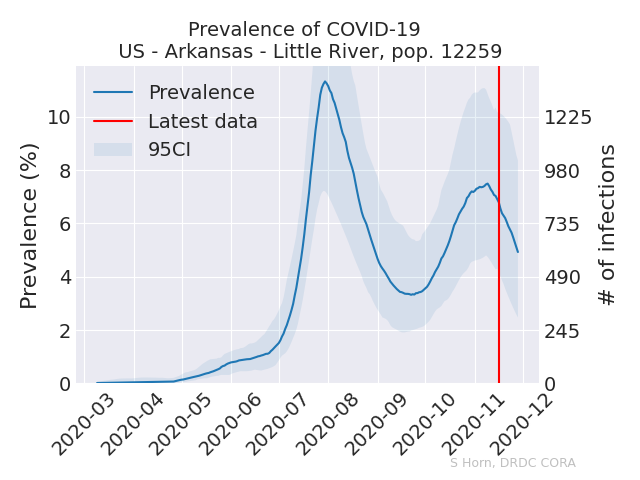 Prevalence of COVID-19
US - Arkansas - Little River, pop. 12259
Prevalence
Latest data
95CI
Prevalence (%)
10
8
6
4
2
0
1225
980
735
490
245
0
# of infections
2020-03
2020-04
2020-05
2020-06
2020-07
2020-08
2020-09
2020-10
2020-11
2020-12
S Horn, DRDC CORA